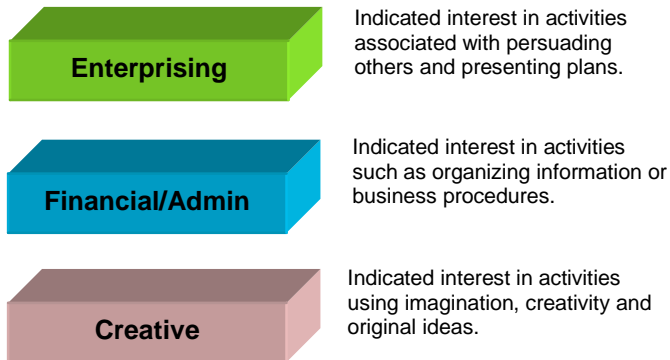 Enterprising
Indicated interest in activities
associated with persuading
others and presenting plans.
Financial/Admin
Indicated interest in activities
such as organizing information or
business procedures.
Creative
Indicated interest in activities
using imagination, creativity and
original ideas.